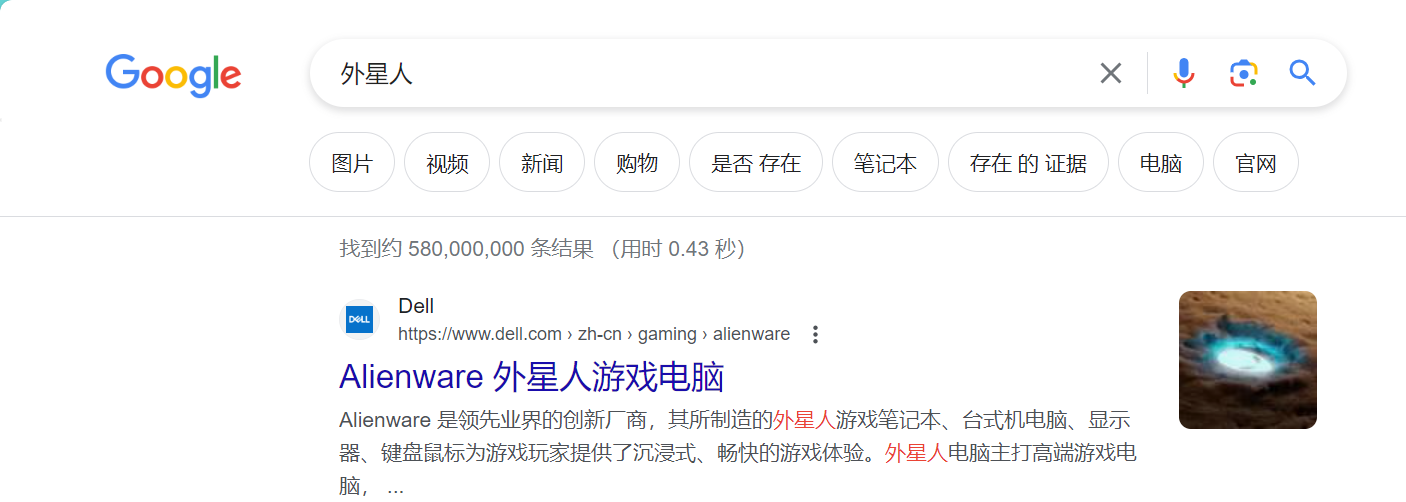 Google
外星人
图片
视频
新闻
购物
是否 存在
笔记本
存在 的 证据
电脑
官网
找到约 580,000,000 条结果 （用时 0.43 秒）
DELL
Dell
https://www.dell.com › zh-cn › gaming › alienware
Alienware 外星人游戏电脑
Alienware 是领先业界的创新厂商，其所制造的外星人游戏笔记本、台式机电脑、显示
器、键盘鼠标为游戏玩家提供了沉浸式、畅快的游戏体验。外星人电脑主打高端游戏电
脑， ...